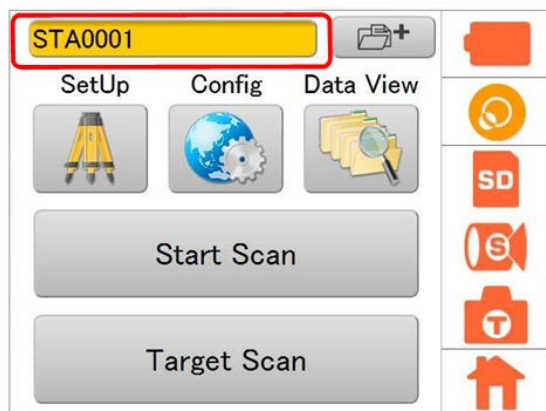 STA0001
SetUp Config Data View
SD
Start Scan
S
T
Target Scan